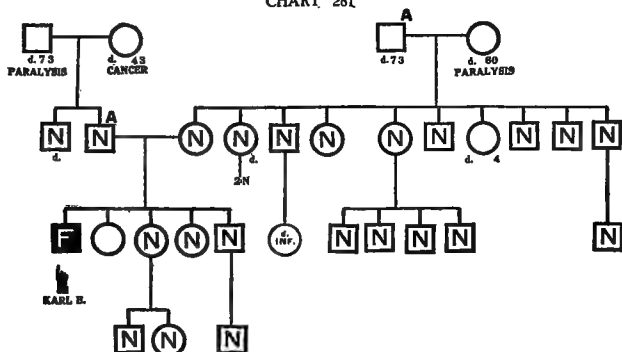 CHART 281
A
d. 73 d. 43 d. 73 d. 60
PARALYSIS CANCER PARALYSIS
A
N N N N N N N N N N N
d. d. d. 4
2-N
F N N N d. N N N N N
INF.
KARL B.
N N N